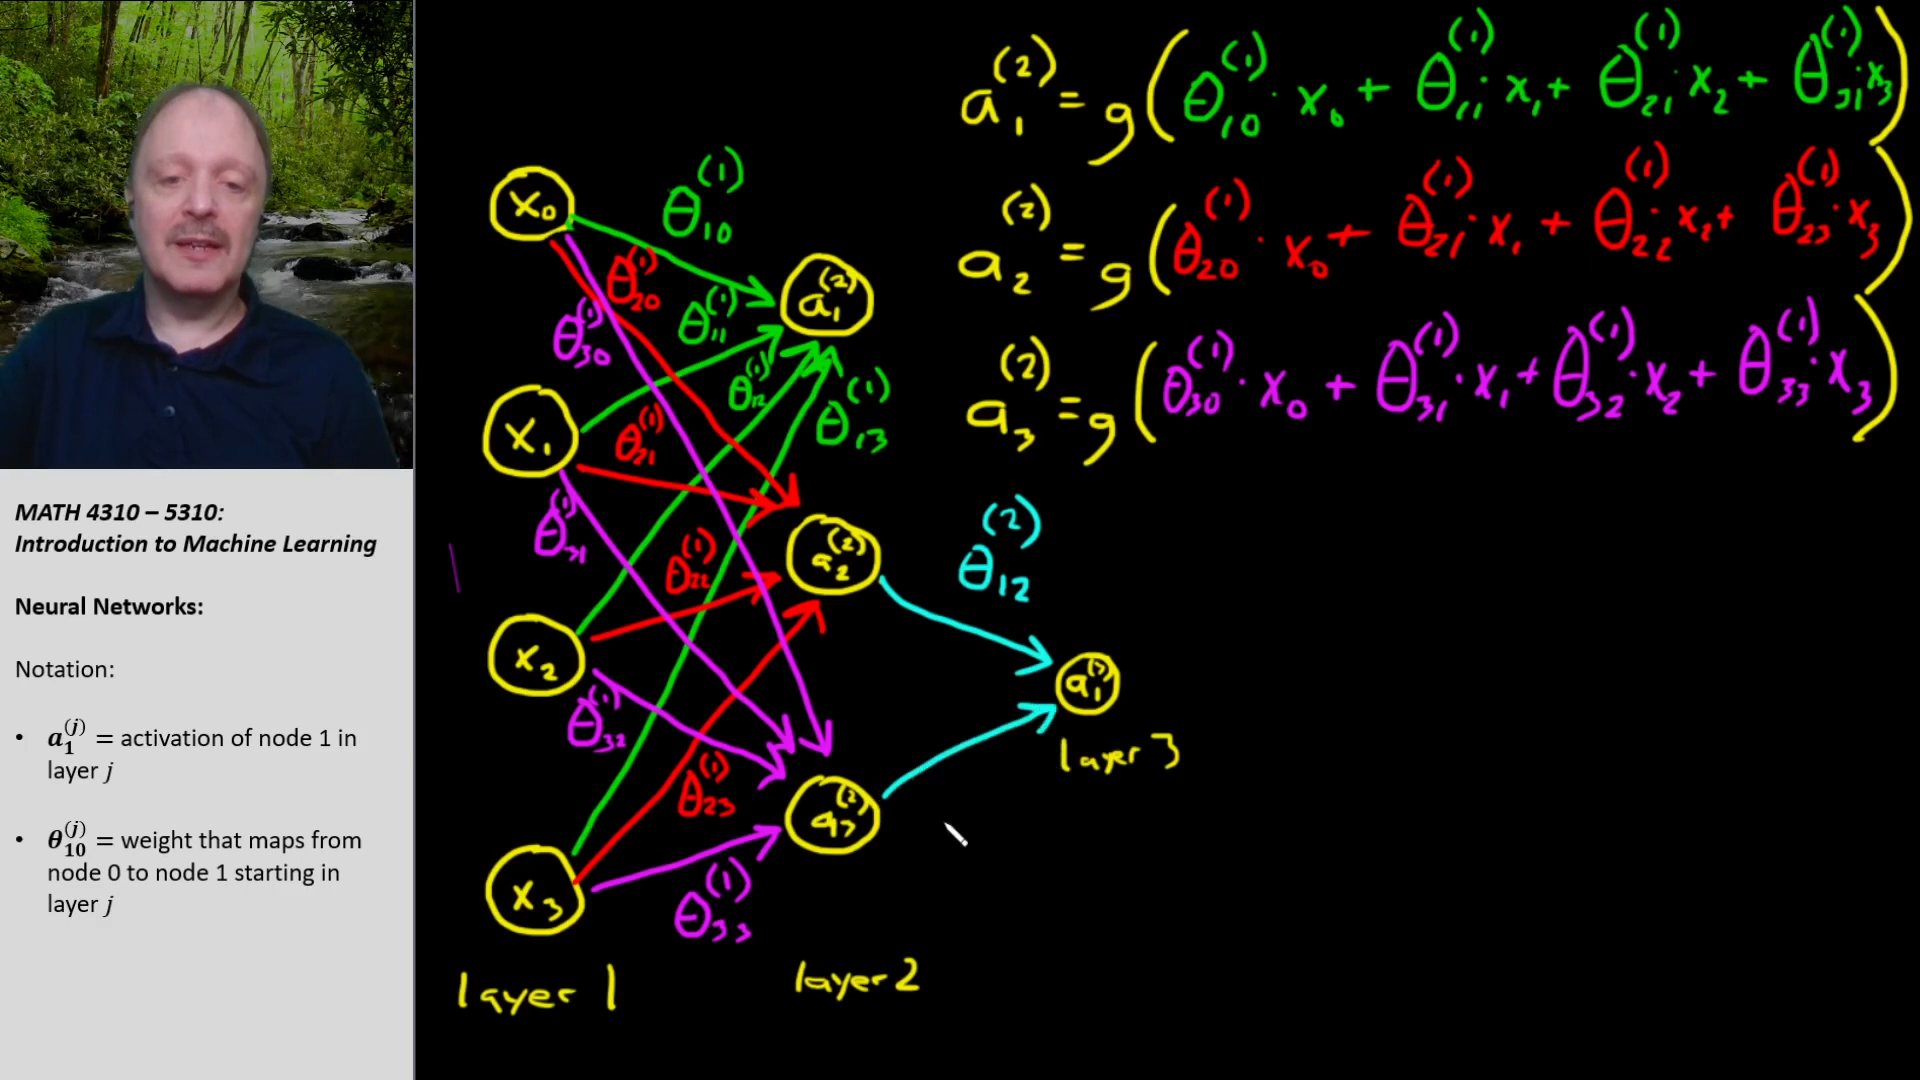 MATH 4310 – 5310:
Introduction to Machine Learning
Neural Networks:
Notation:
• a₁⁽ʲ⁾ = activation of node 1 in
layer j
• θ₁₀⁽ʲ⁾ = weight that maps from
node 0 to node 1 starting in
layer j
a₁⁽²⁾ = g(θ₁₀⁽¹⁾· x₀ + θ₁₁⁽¹⁾· x₁ + θ₂₁⁽¹⁾· x₂ + θ₃₁⁽¹⁾· x₃)
a₂⁽²⁾ = g(θ₂₀⁽¹⁾· x₀ + θ₂₁⁽¹⁾· x₁ + θ₂₂⁽¹⁾· x₂ + θ₂₃⁽¹⁾· x₃)
a₃⁽²⁾ = g(θ₃₀⁽¹⁾· x₀ + θ₃₁⁽¹⁾· x₁ + θ₃₂⁽¹⁾· x₂ + θ₃₃⁽¹⁾· x₃)
x₀
θ₁₀⁽¹⁾
θ₂₀⁽¹⁾
θ₃₀⁽¹⁾
θ₁₁⁽¹⁾
a₁⁽²⁾
θ₁₂⁽¹⁾
θ₁₃⁽¹⁾
x₁
θ₂₁⁽¹⁾
θ₃₁⁽¹⁾
θ₂₂⁽¹⁾
a₂⁽²⁾
θ₁₂⁽²⁾
x₂
θ₃₂⁽¹⁾
a₁⁽³⁾
layer 3
θ₂₃⁽¹⁾
a₃⁽²⁾
x₃
θ₃₃⁽¹⁾
layer 1
layer 2